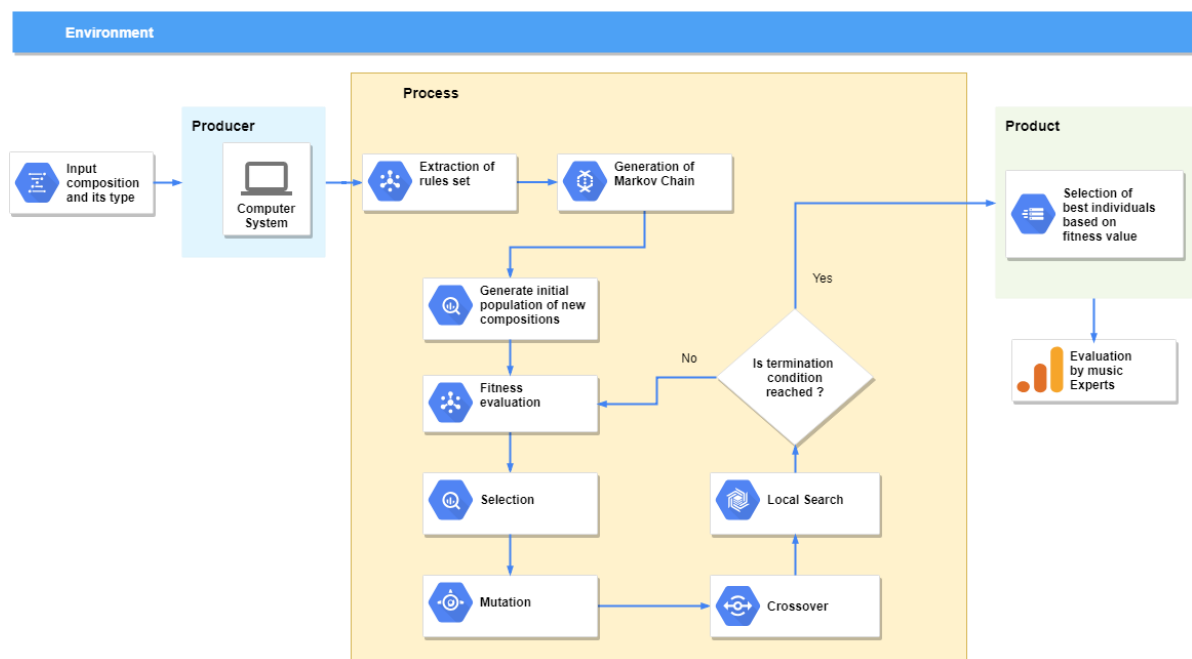 Environment
Process
Producer
Product
Input
composition
and its type
Computer
System
Extraction of
rules set
Generation of
Markov Chain
Selection of
best individuals
based on
fitness value
Yes
Generate initial
population of new
compositions
No
Is termination
condition
reached ?
Evaluation
by music
Experts
Fitness
evaluation
Selection
Local Search
Mutation
Crossover